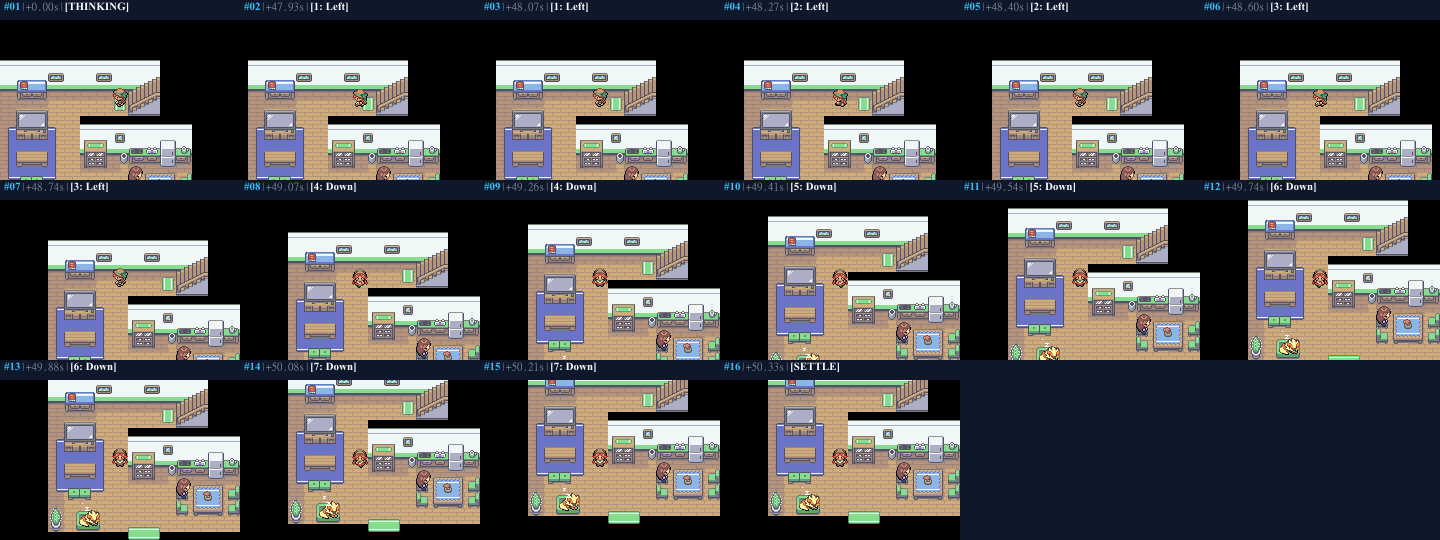 #01|+0.00s|[THINKING]
#02|+47.93s|[1: Left]
#03|+48.07s|[1: Left]
#04|+48.27s|[2: Left]
#05|+48.40s|[2: Left]
#06|+48.60s|[3: Left]
#07|+48.74s|[3: Left]
#08|+49.07s|[4: Down]
#09|+49.26s|[4: Down]
#10|+49.41s|[5: Down]
#11|+49.54s|[5: Down]
#12|+49.74s|[6: Down]
#13|+49.88s|[6: Down]
#14|+50.08s|[7: Down]
#15|+50.21s|[7: Down]
#16|+50.33s|[SETTLE]